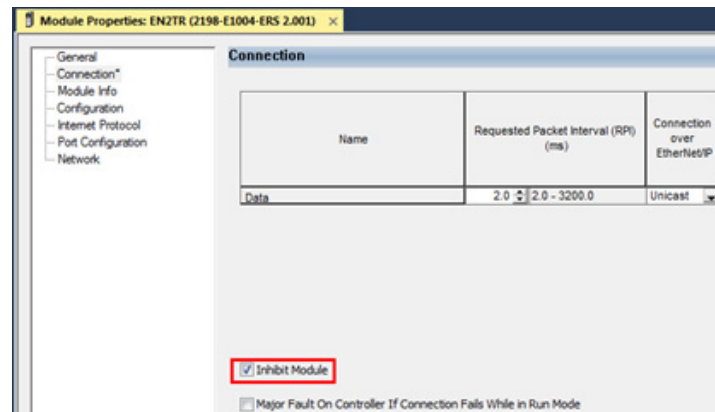 Module Properties: EN2TR (2198-E1004-ERS 2.001) ×
General
Connection*
Module Info
Configuration
Internet Protocol
Port Configuration
Network
Connection
Name
Requested Packet Interval (RPI)
(ms)
Connection
over
EtherNet/IP
Data
2.0
2.0 - 3200.0
Unicast
Inhibit Module
Major Fault On Controller If Connection Fails While in Run Mode